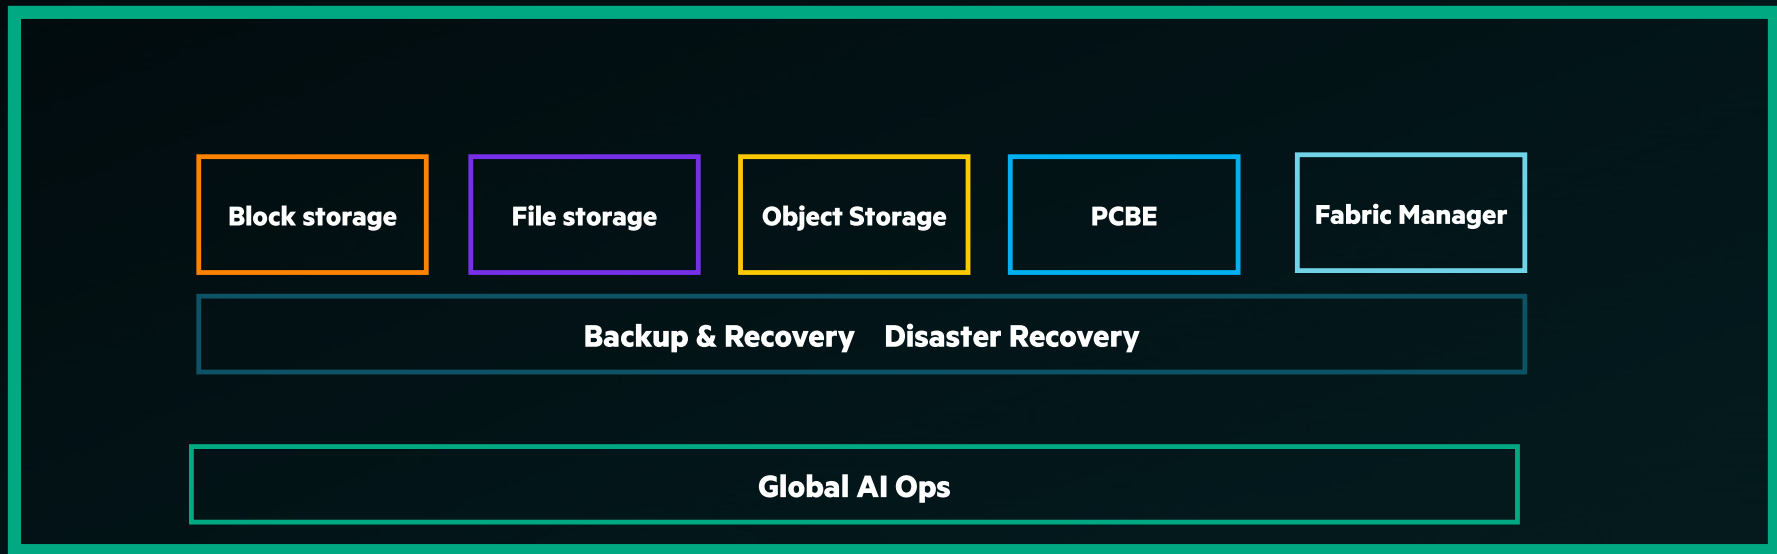 Block storage
File storage
Object Storage
PCBE
Fabric Manager
Backup & Recovery Disaster Recovery
Global AI Ops